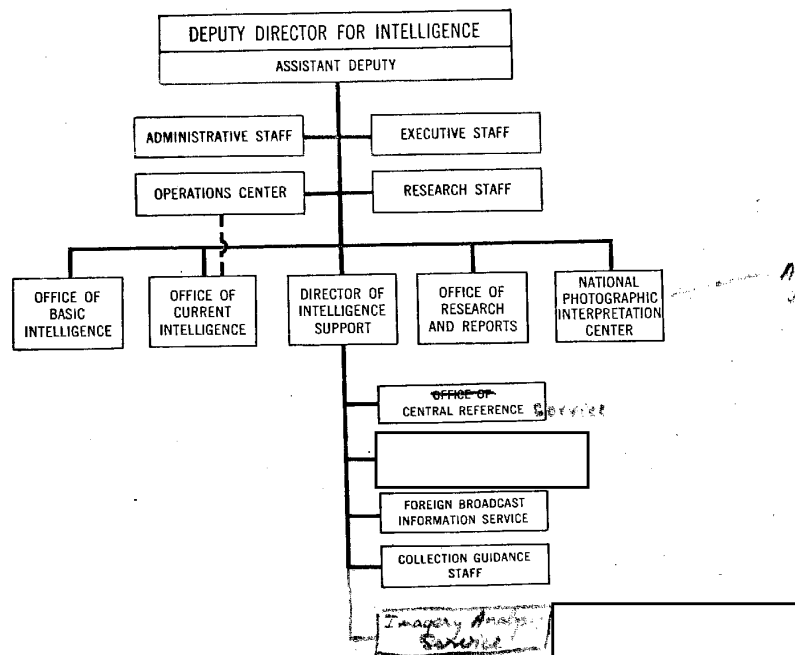 DEPUTY DIRECTOR FOR INTELLIGENCE
ASSISTANT DEPUTY
ADMINISTRATIVE STAFF
EXECUTIVE STAFF
OPERATIONS CENTER
RESEARCH STAFF
OFFICE OF
BASIC
INTELLIGENCE
OFFICE OF
CURRENT
INTELLIGENCE
DIRECTOR OF
INTELLIGENCE
SUPPORT
OFFICE OF
RESEARCH
AND REPORTS
NATIONAL
PHOTOGRAPHIC
INTERPRETATION
CENTER
OFFICE OF
CENTRAL REFERENCE Service
FOREIGN BROADCAST
INFORMATION SERVICE
COLLECTION GUIDANCE
STAFF
Imagery
Service